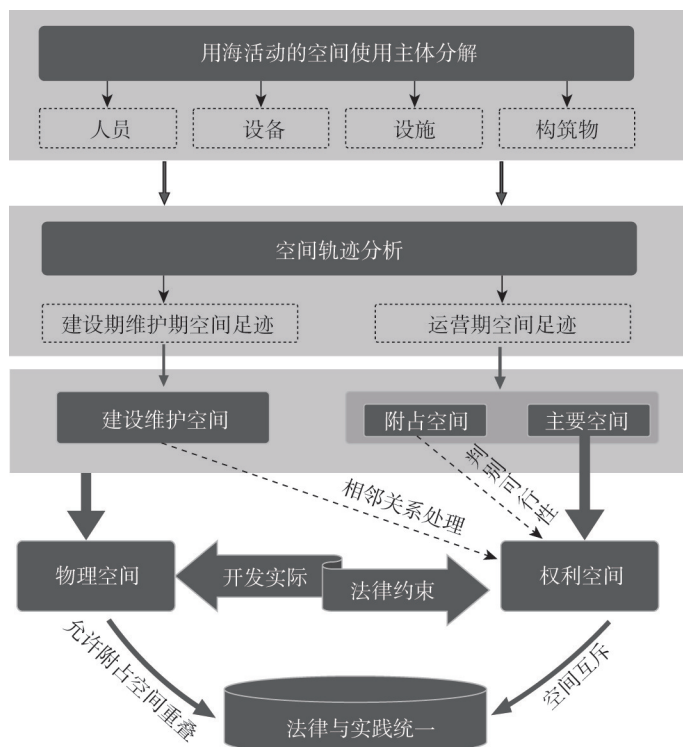 用海活动的空间使用主体分解
人员
设备
设施
构筑物
空间轨迹分析
建设期维护期空间足迹
运营期空间足迹
建设维护空间
附占空间
主要空间
相邻关系处理
判别可行性
物理空间
开发实际
法律约束
权利空间
允许附占空间重叠
空间互斥
法律与实践统一